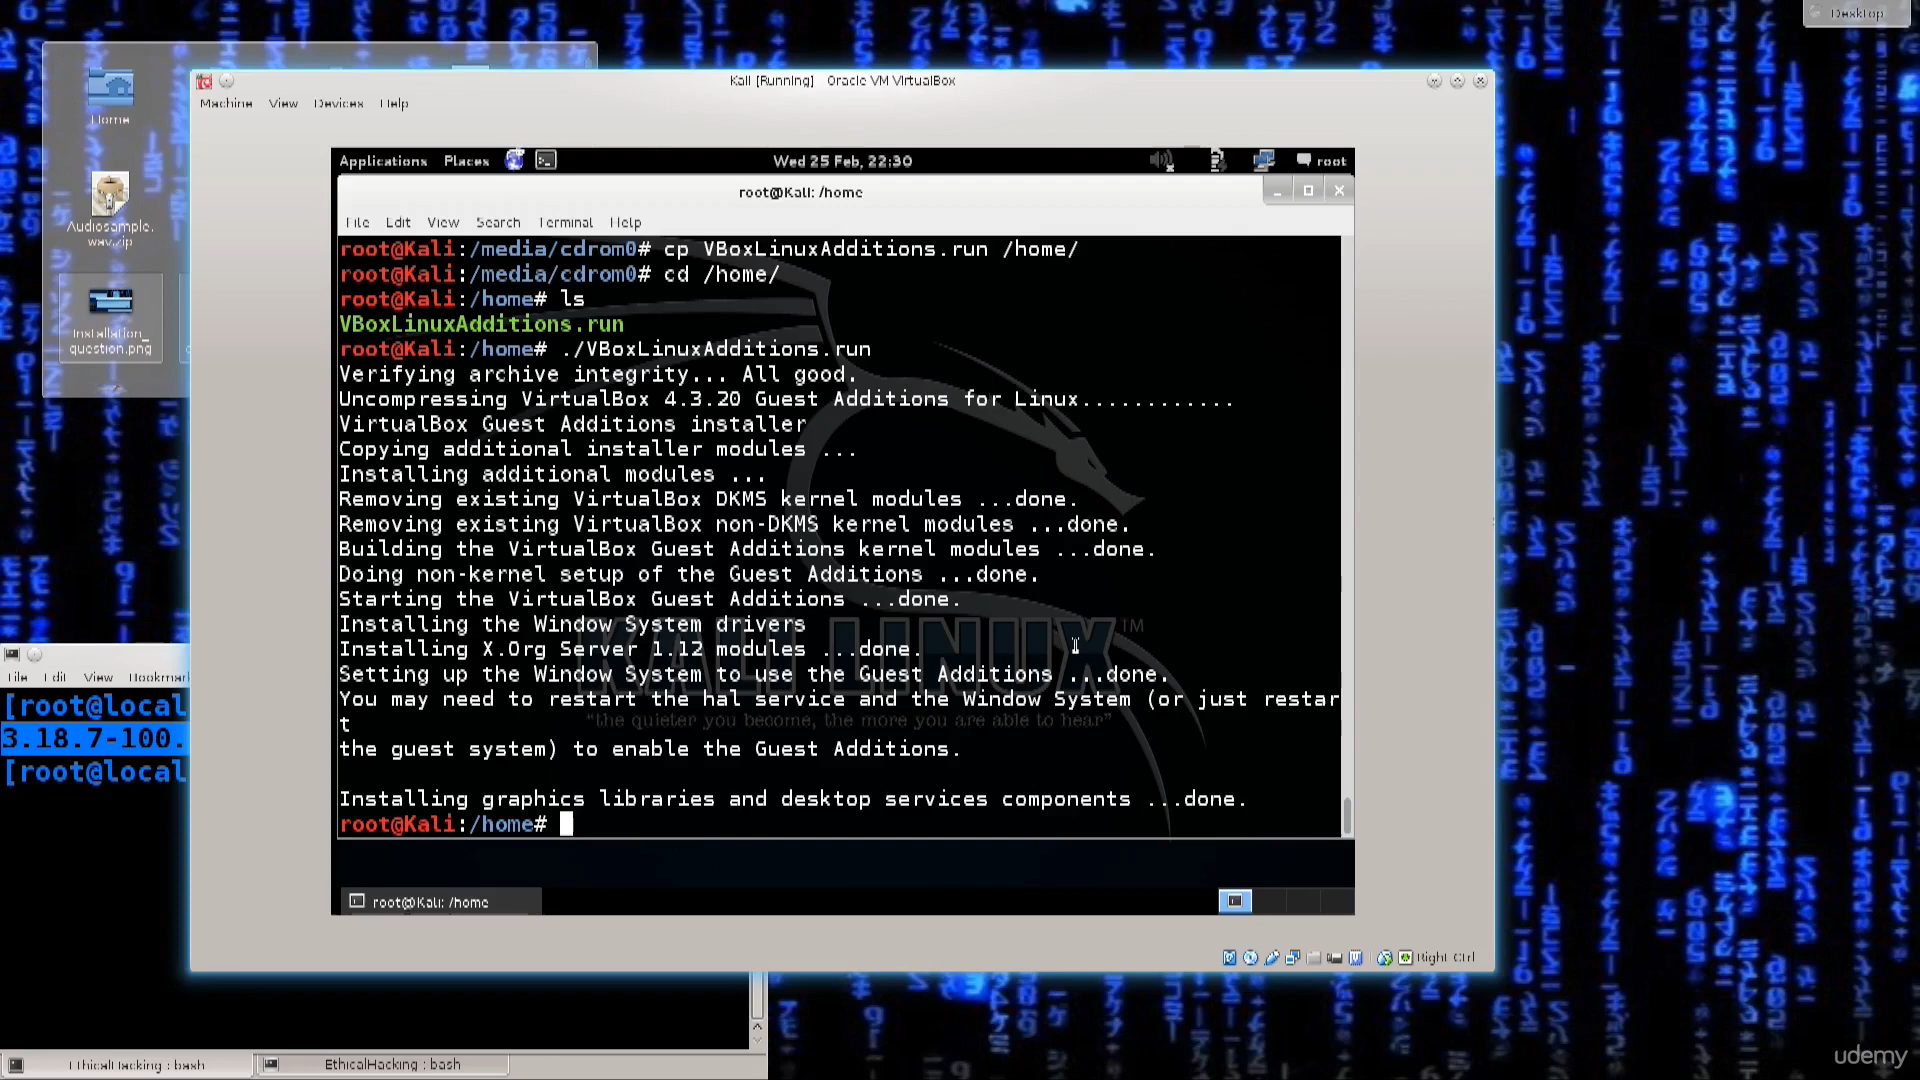 Desktop
Home
Audiosample.
wav.zip
Installation_
question.png
Kali [Running]   Oracle VM VirtualBox
Machine View Devices Help
Applications Places Wed 25 Feb, 22:30 root
root@Kali: /home
File Edit View Search Terminal Help
root@Kali:/media/cdrom0# cp VBoxLinuxAdditions.run /home/
root@Kali:/media/cdrom0# cd /home/
root@Kali:/home# ls
VBoxLinuxAdditions.run
root@Kali:/home# ./VBoxLinuxAdditions.run
Verifying archive integrity... All good.
Uncompressing VirtualBox 4.3.20 Guest Additions for Linux............
VirtualBox Guest Additions installer
Copying additional installer modules ...
Installing additional modules ...
Removing existing VirtualBox DKMS kernel modules ...done.
Removing existing VirtualBox non-DKMS kernel modules ...done.
Building the VirtualBox Guest Additions kernel modules ...done.
Doing non-kernel setup of the Guest Additions ...done.
Starting the VirtualBox Guest Additions ...done.
Installing the Window System drivers
Installing X.Org Server 1.12 modules ...done.
Setting up the Window System to use the Guest Additions ...done.
You may need to restart the hal service and the Window System (or just restar
t
the guest system) to enable the Guest Additions.
Installing graphics libraries and desktop services components ...done.
root@Kali:/home#
KALI LINUX TM
"the quieter you become, the more you are able to hear"
root@Kali: /home
Right Ctrl
File Edit View Bookmark
[root@local
3.18.7-100.
[root@local
EthicalHacking : bash
EthicalHacking : bash
udemy